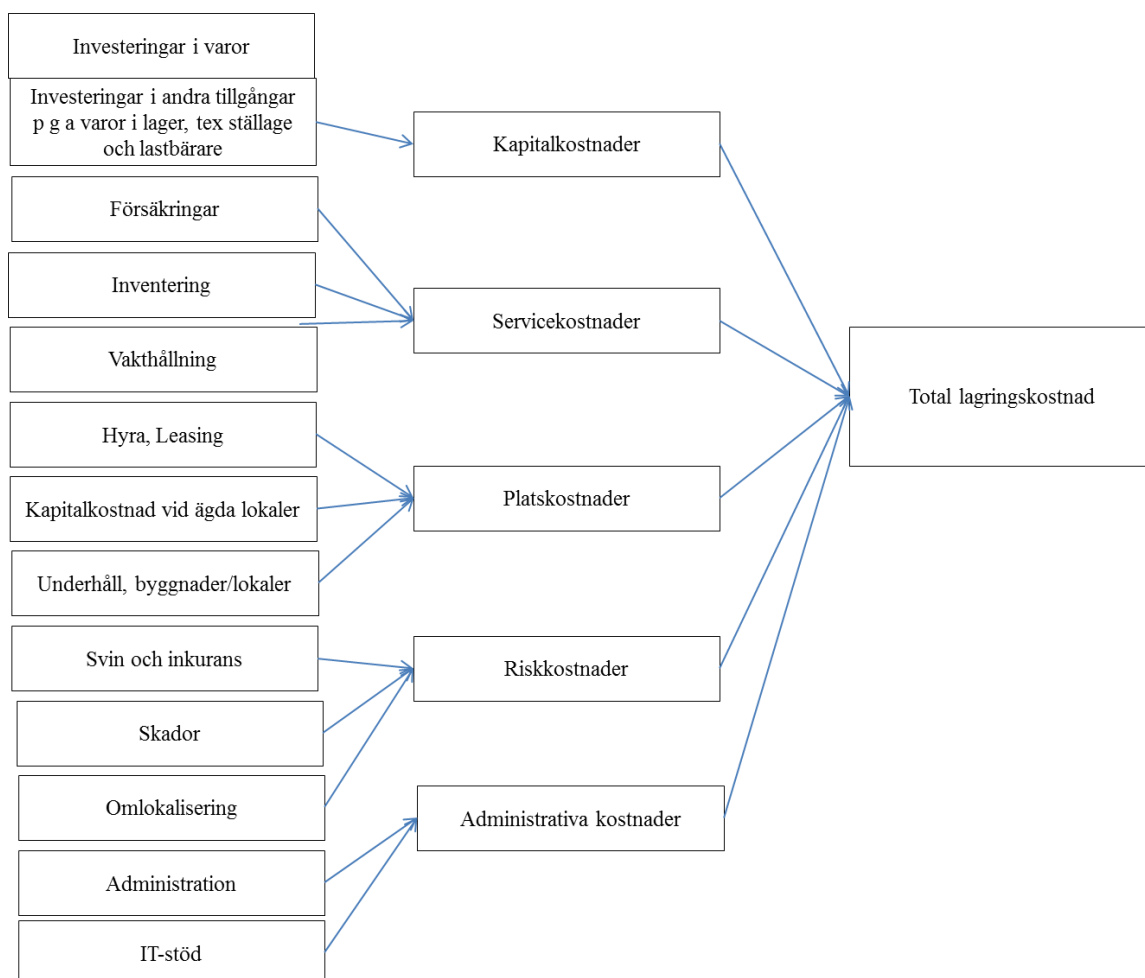 Investeringar i varor
Investeringar i andra tillgångar
p g a varor i lager, tex ställage
och lastbärare
Försäkringar
Inventering
Vakthållning
Hyra, Leasing
Kapitalkostnad vid ägda lokaler
Underhåll, byggnader/lokaler
Svin och inkurans
Skador
Omlokalisering
Administration
IT-stöd
Kapitalkostnader
Servicekostnader
Platskostnader
Riskkostnader
Administrativa kostnader
Total lagringskostnad